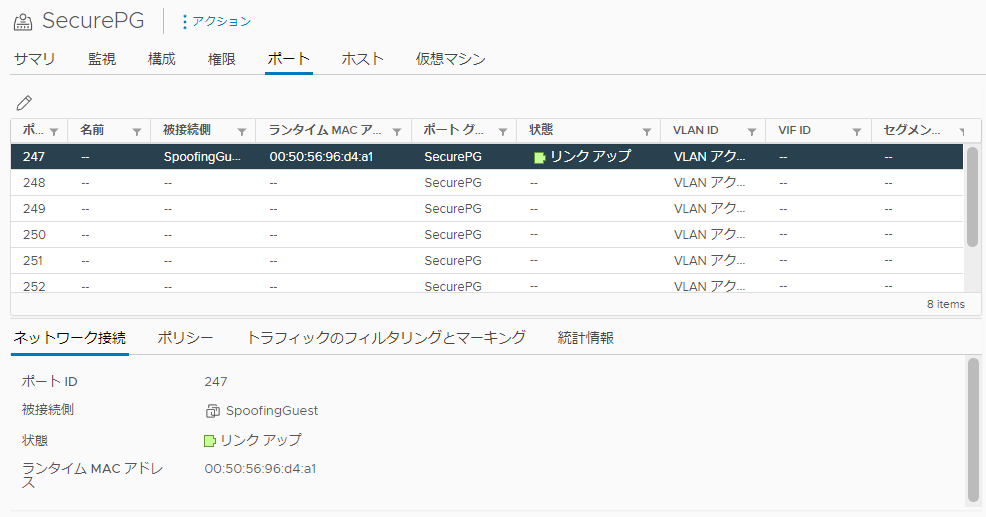 SecurePG アクション
サマリ 監視 構成 権限 ポート ホスト 仮想マシン
ポ... 名前 被接続側 ランタイム MAC ア... ポート グ... 状態 VLAN ID VIF ID セグメン...
247 -- SpoofingGu... 00:50:56:96:d4:a1 SecurePG リンク アップ VLAN アク... -- --
248 -- -- -- SecurePG -- VLAN アク... -- --
249 -- -- -- SecurePG -- VLAN アク... -- --
250 -- -- -- SecurePG -- VLAN アク... -- --
251 -- -- -- SecurePG -- VLAN アク... -- --
252 -- -- -- SecurePG -- VLAN アク... -- --
8 items
ネットワーク接続 ポリシー トラフィックのフィルタリングとマーキング 統計情報
ポート ID 247
被接続側 SpoofingGuest
状態 リンク アップ
ランタイム MAC アドレ 00:50:56:96:d4:a1
ス